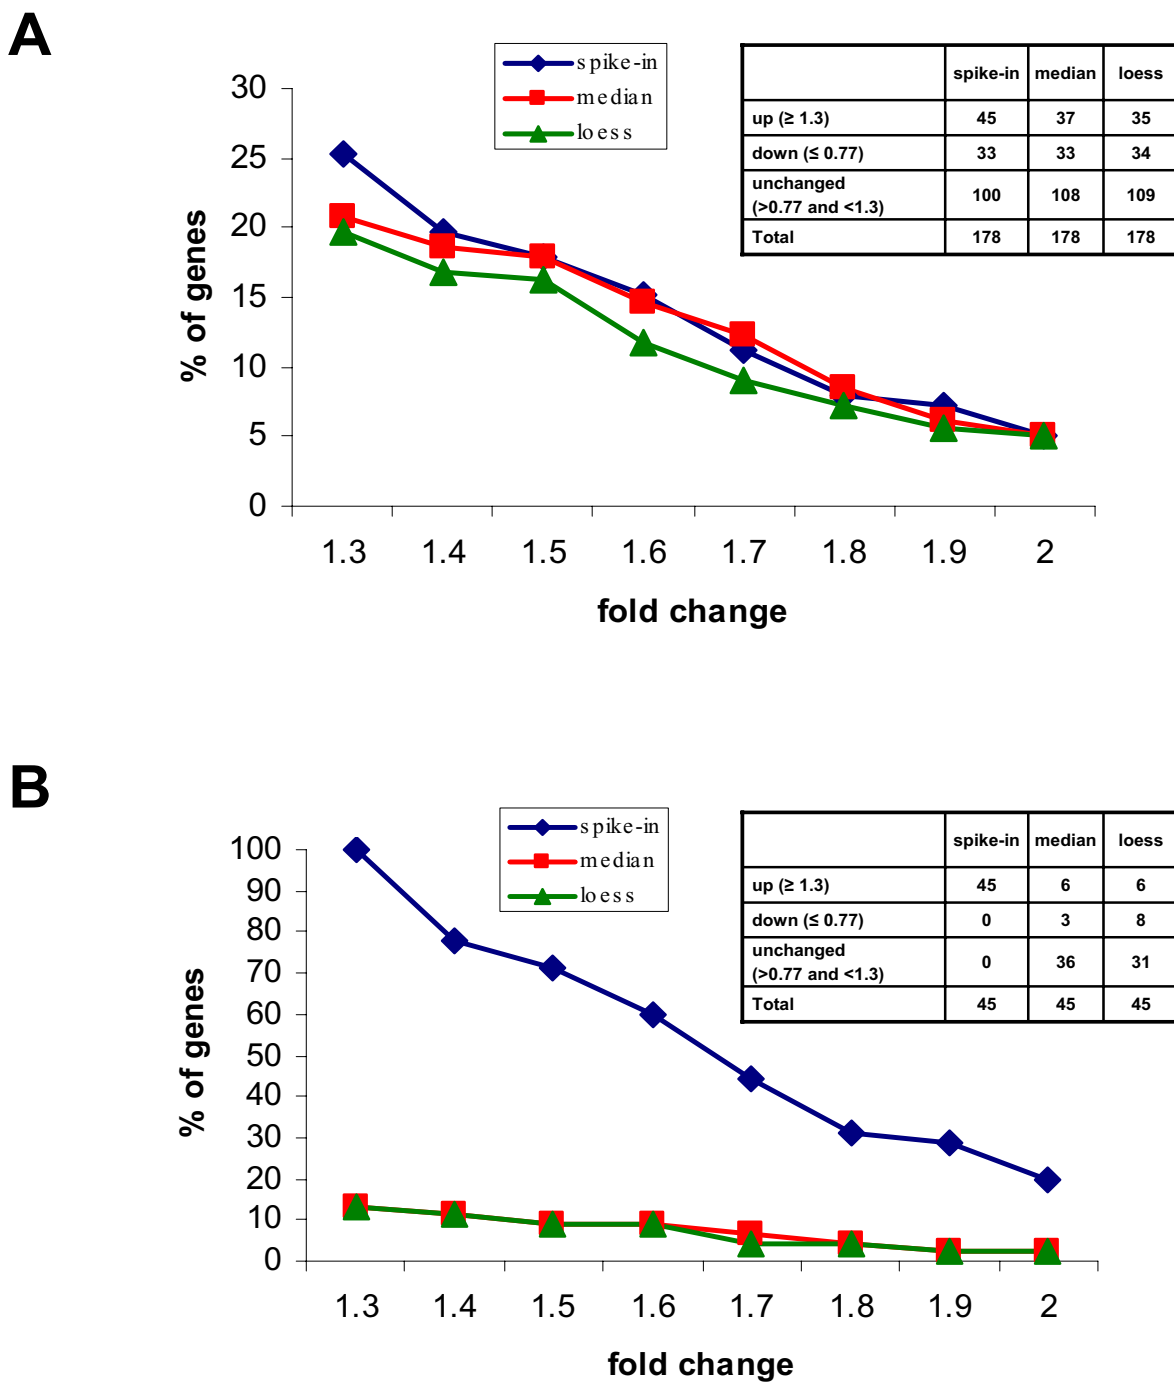 A
spike-in
median
loess
spike-in median loess
up (≥ 1.3) 45 37 35
down (≤ 0.77) 33 33 34
unchanged
(>0.77 and <1.3) 100 108 109
Total 178 178 178
30
25
20
15
10
5
0
% of genes
1.3 1.4 1.5 1.6 1.7 1.8 1.9 2
fold change
B
spike-in
median
loess
spike-in median loess
up (≥ 1.3) 45 6 6
down (≤ 0.77) 0 3 8
unchanged
(>0.77 and <1.3) 0 36 31
Total 45 45 45
100
90
80
70
60
50
40
30
20
10
0
% of genes
1.3 1.4 1.5 1.6 1.7 1.8 1.9 2
fold change